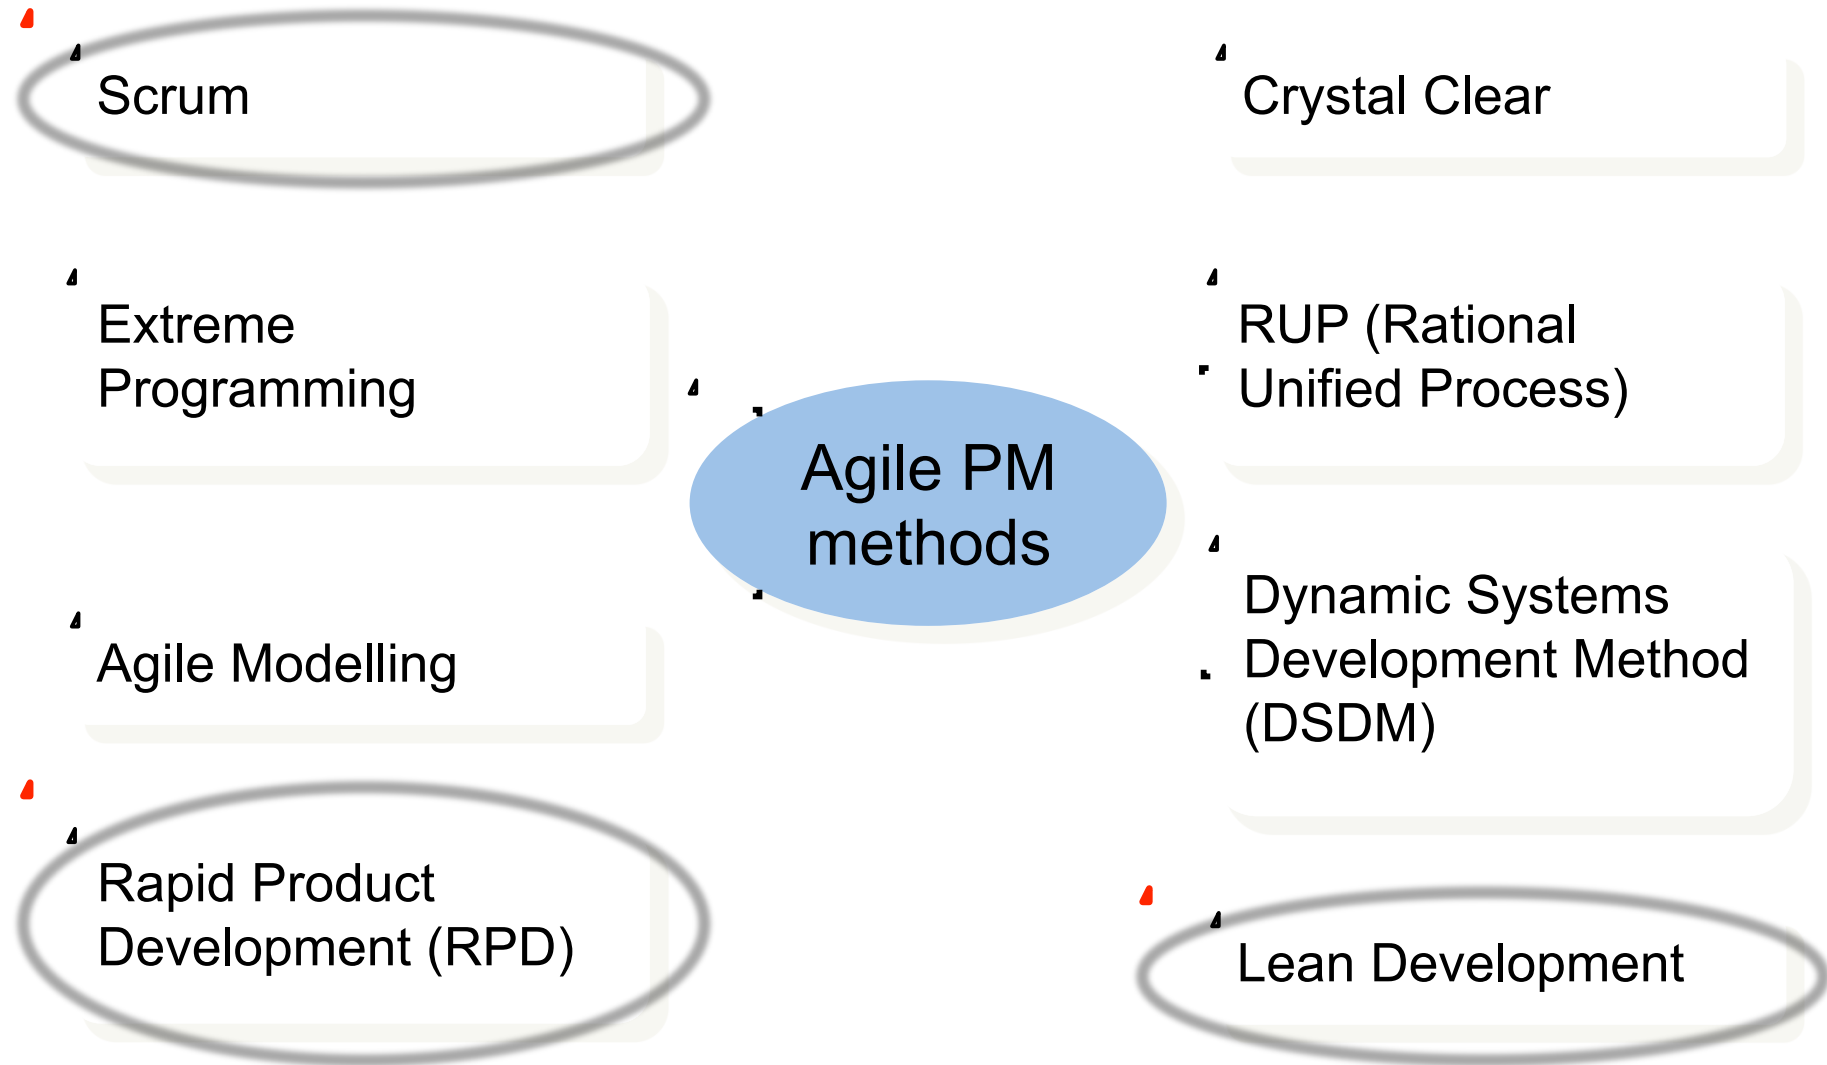 Scrum
Extreme
Programming
Agile Modelling
Rapid Product
Development (RPD)
Agile PM
methods
Crystal Clear
RUP (Rational
Unified Process)
Dynamic Systems
Development Method
(DSDM)
Lean Development